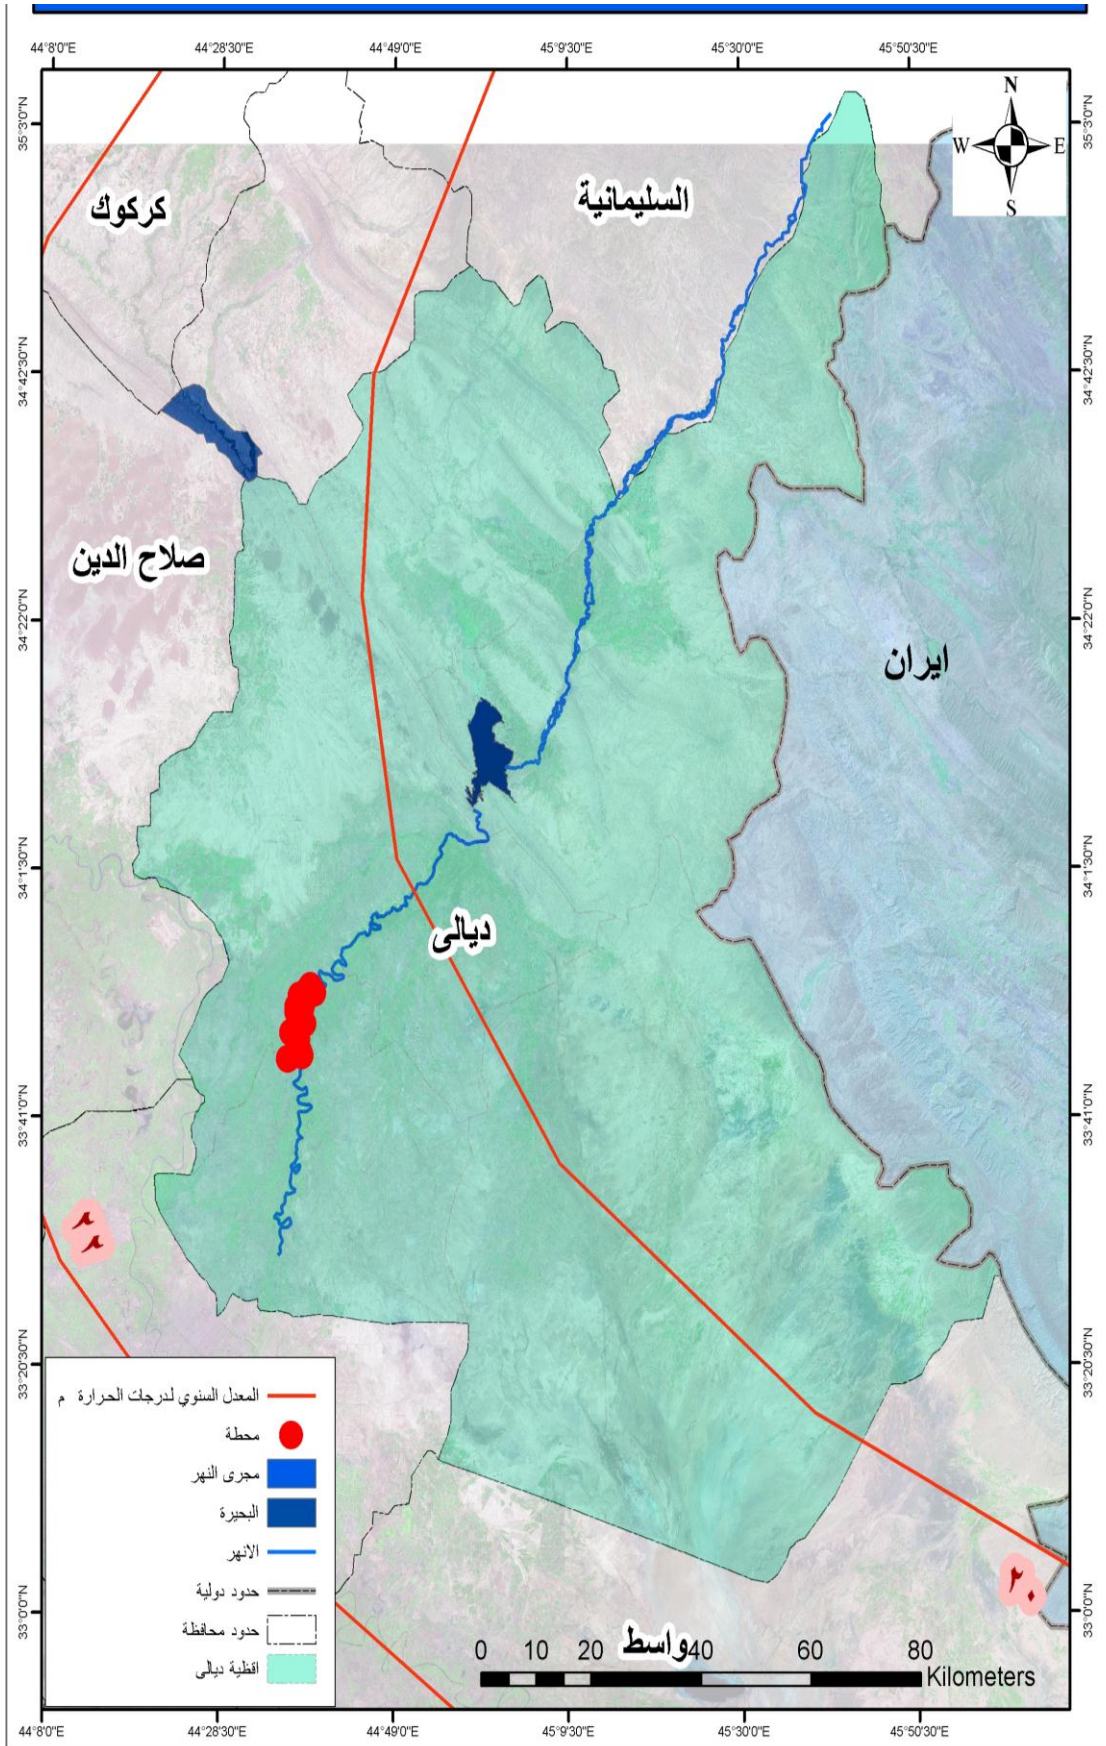 44°8'0"E 44°28'30"E 44°49'0"E 45°9'30"E 45°30'0"E 45°50'30"E
35°3'0"N
35°3'0"N
N
W E
S
كركوك
السليمانية
34°42'30"N
34°42'30"N
صلاح الدين
34°22'0"N
34°22'0"N
ايران
34°1'30"N
34°1'30"N
ديالى
33°41'0"N
33°41'0"N
٢٢
33°20'30"N
33°20'30"N
المعدل السنوي لدرجات الحرارة م
محطة
مجرى النهر
البحيرة
الانهر
حدود دولية
حدود محافظة
اقظية ديالى
٢٠
33°0'0"N
33°0'0"N
واسط
0 10 20 40 60 80
Kilometers
44°8'0"E 44°28'30"E 44°49'0"E 45°9'30"E 45°30'0"E 45°50'30"E